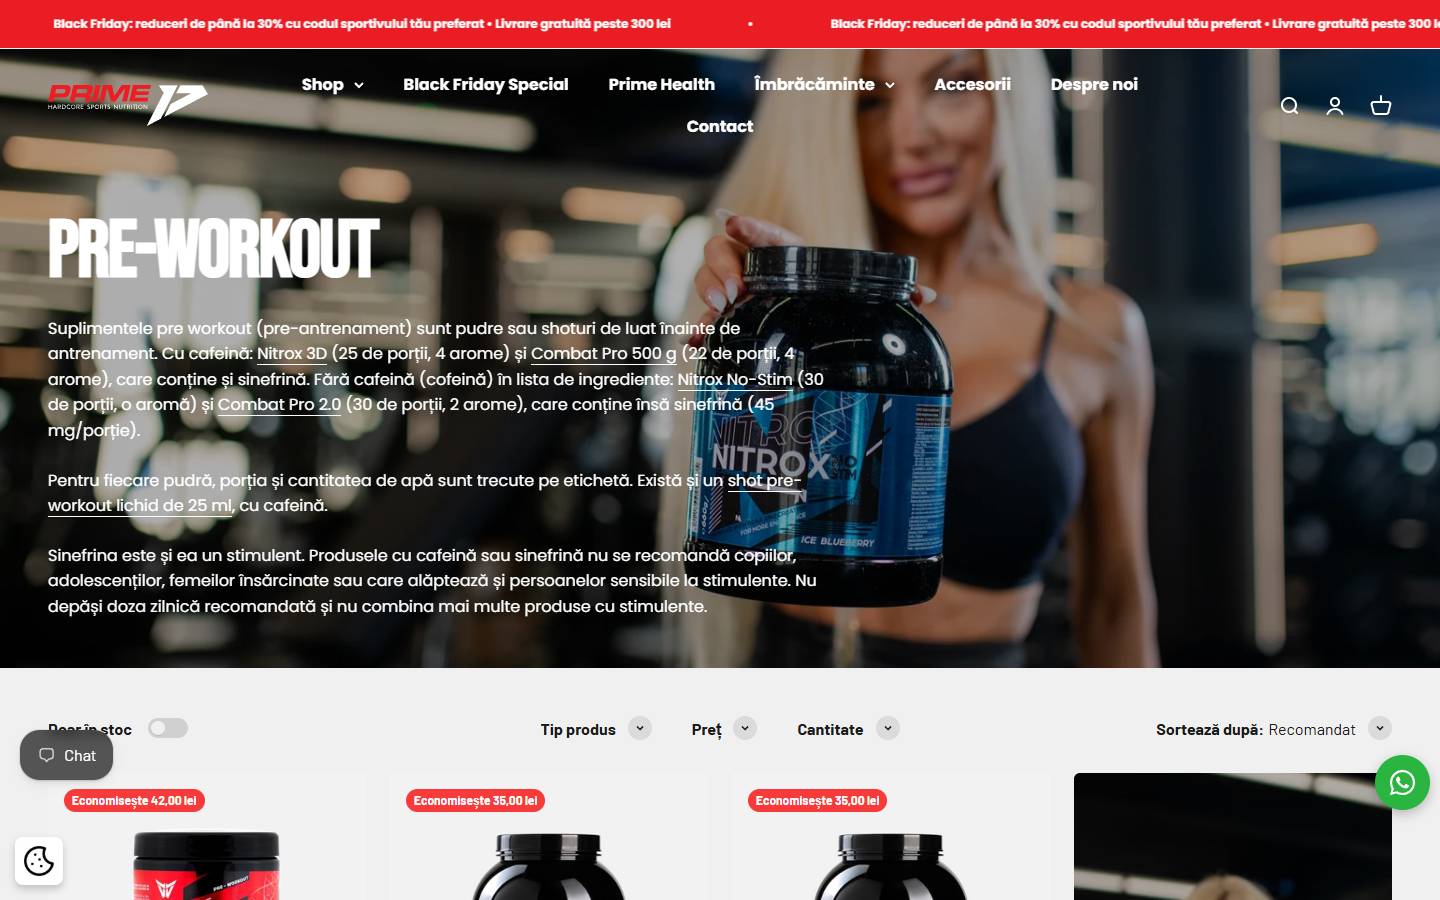 Black Friday: reduceri de până la 30% cu codul sportivului tău preferat • Livrare gratuită peste 300 lei
•
Black Friday: reduceri de până la 30% cu codul sportivului tău preferat • Livrare gratuită peste 300
PRIME
HARDCORE SPORTS NUTRITION
Shop
Black Friday Special
Prime Health
Îmbrăcăminte
Accesorii
Despre noi
Contact
PRE-WORKOUT
Suplimentele pre workout (pre-antrenament) sunt pudre sau shoturi de luat înainte de
antrenament. Cu cafeină: Nitrox 3D (25 de porții, 4 arome) și Combat Pro 500 g (22 de porții, 4
arome), care conține și sinefrină. Fără cafeină (cofeină) în lista de ingrediente: Nitrox No-Stim (30
de porții, o aromă) și Combat Pro 2.0 (30 de porții, 2 arome), care conține însă sinefrină (45
mg/porție).
Pentru fiecare pudră, porția și cantitatea de apă sunt trecute pe etichetă. Există și un shot pre-
workout lichid de 25 ml, cu cafeină.
Sinefrina este și ea un stimulent. Produsele cu cafeină sau sinefrină nu se recomandă copiilor,
adolescenților, femeilor însărcinate sau care alăptează și persoanelor sensibile la stimulente. Nu
depăși doza zilnică recomandată și nu combina mai multe produse cu stimulente.
NITROX
ICE BLUEBERRY
în stoc
Tip produs
Preț
Cantitate
Sortează după: Recomandat
Chat
Economisește 42,00 lei
Economisește 35,00 lei
Economisește 35,00 lei
PRE - WORKOUT